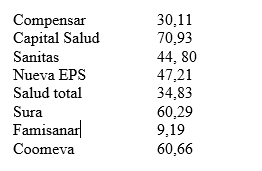 Compensar 30,11
Capital Salud 70,93
Sanitas 44, 80
Nueva EPS 47,21
Salud total 34,83
Sura 60,29
Famisanar 9,19
Coomeva 60,66